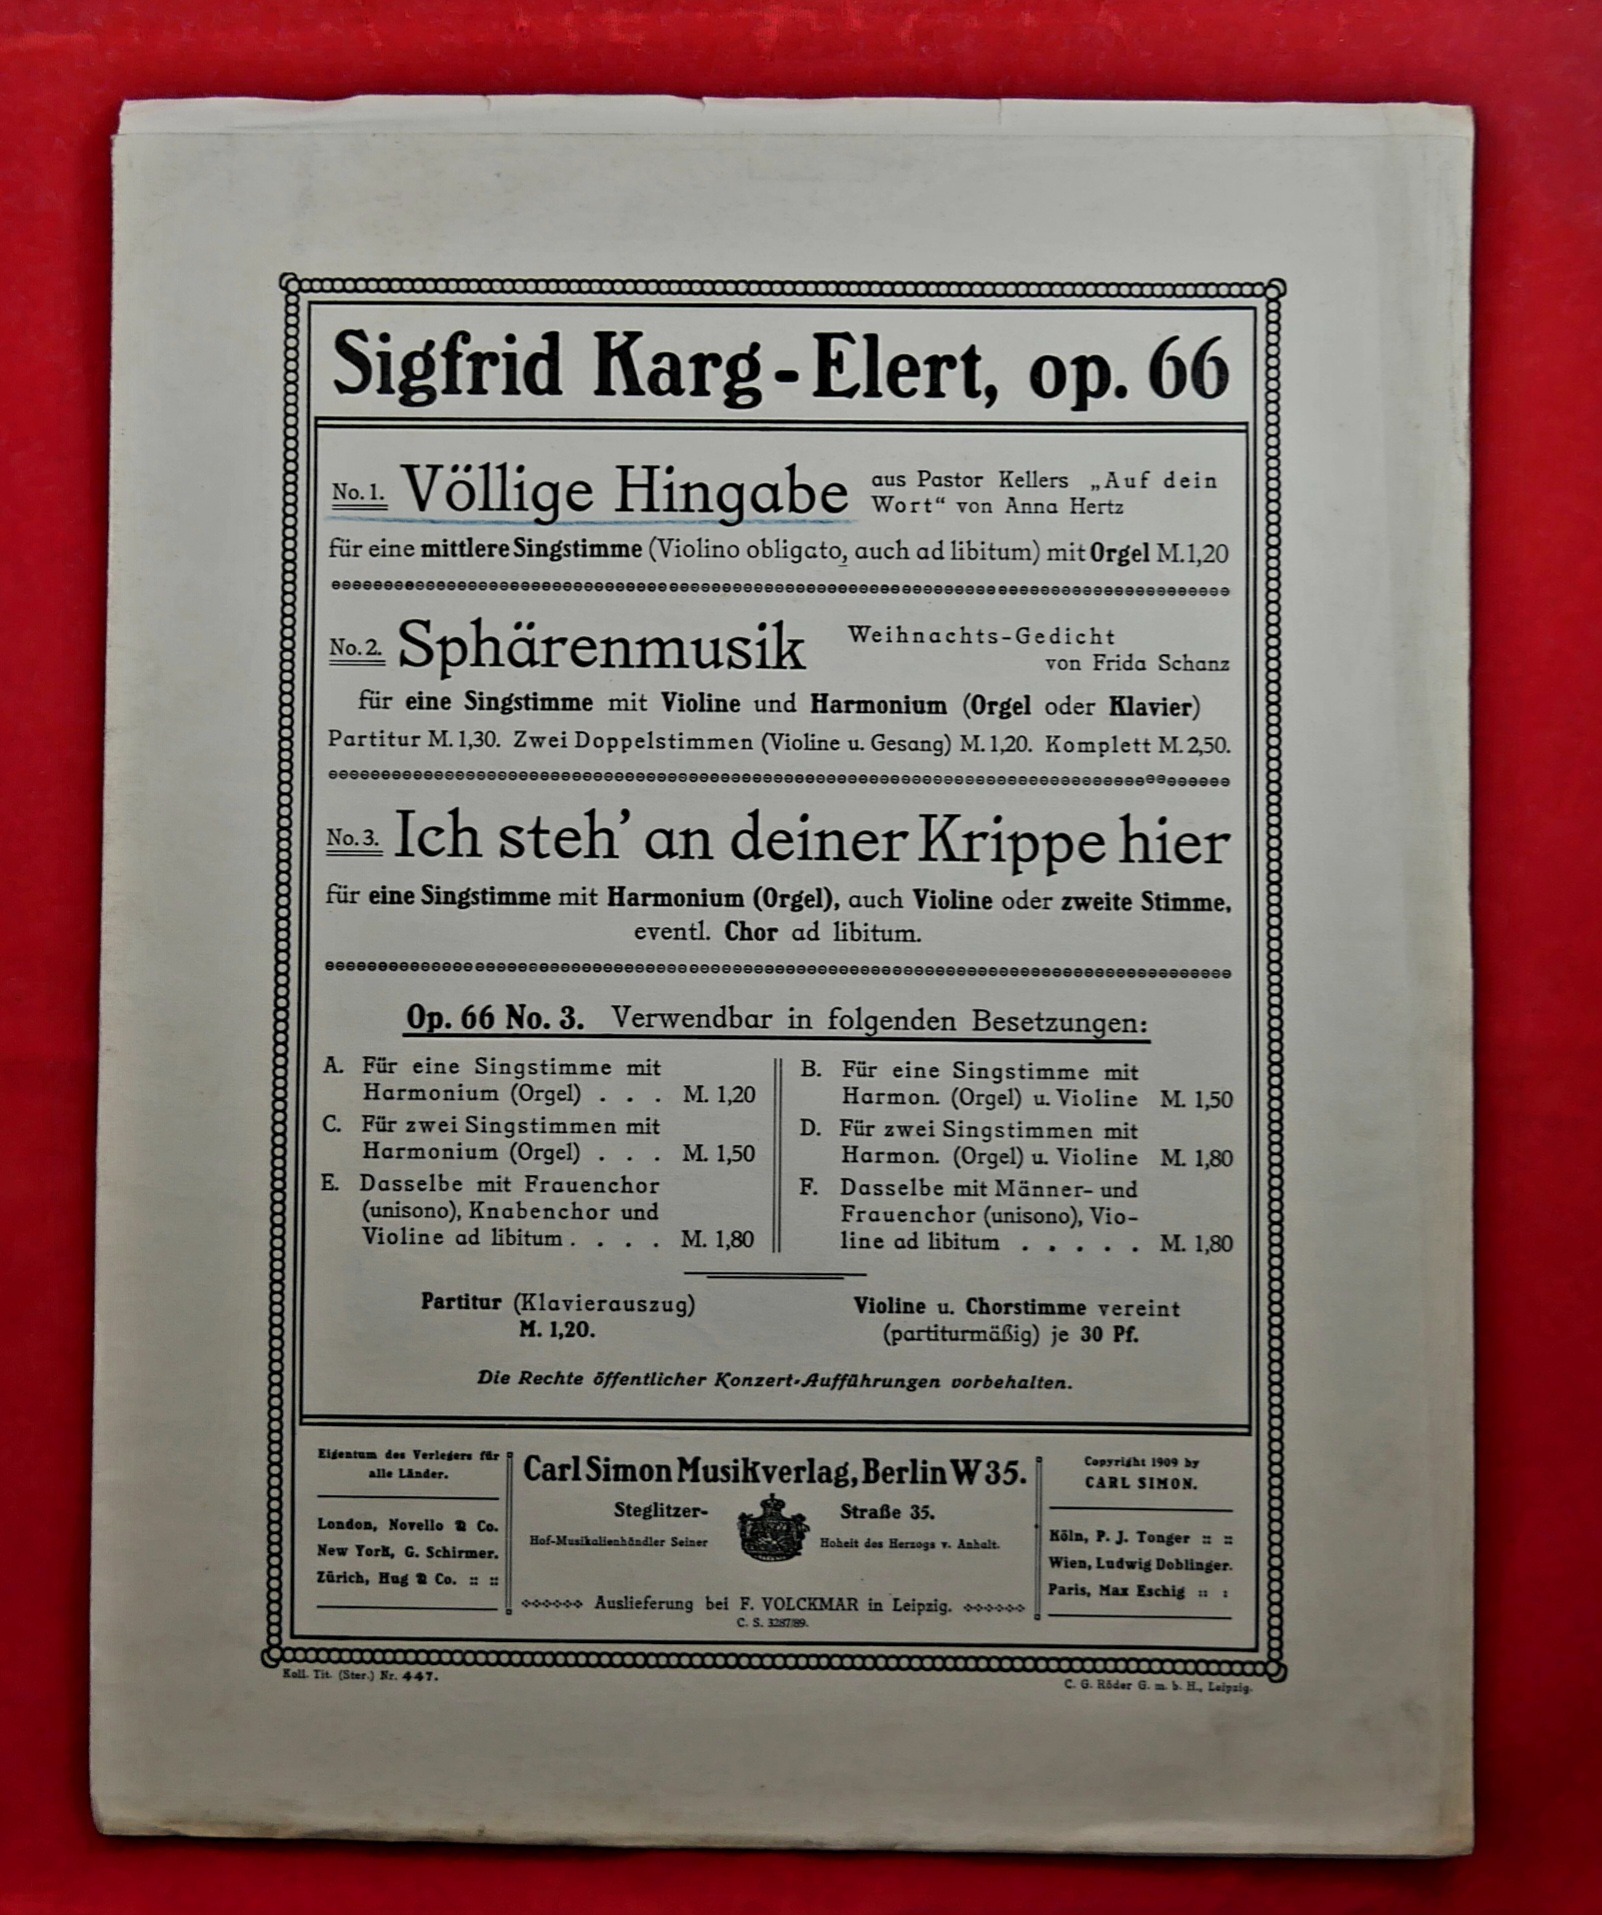 Sigfrid Karg-Elert, op. 66
No. 1. Völlige Hingabe aus Pastor Kellers „Auf dein
Wort“ von Anna Hertz
für eine mittlere Singstimme (Violino obligato, auch ad libitum) mit Orgel M. 1,20
No. 2. Sphärenmusik Weihnachts-Gedicht
von Frida Schanz
für eine Singstimme mit Violine und Harmonium (Orgel oder Klavier)
Partitur M. 1,30. Zwei Doppelstimmen (Violine u. Gesang) M. 1,20. Komplett M. 2,50.
No. 3. Ich steh’ an deiner Krippe hier
für eine Singstimme mit Harmonium (Orgel), auch Violine oder zweite Stimme,
eventl. Chor ad libitum.
Op. 66 No. 3. Verwendbar in folgenden Besetzungen:
A. Für eine Singstimme mit
Harmonium (Orgel) . . . M. 1,20
B. Für eine Singstimme mit
Harmon. (Orgel) u. Violine M. 1,50
C. Für zwei Singstimmen mit
Harmonium (Orgel) . . . M. 1,50
D. Für zwei Singstimmen mit
Harmon. (Orgel) u. Violine M. 1,80
E. Dasselbe mit Frauenchor
(unisono), Knabenchor und
Violine ad libitum . . . . M. 1,80
F. Dasselbe mit Männer- und
Frauenchor (unisono), Vio-
line ad libitum . . . . . M. 1,80
Partitur (Klavierauszug)
M. 1,20.
Violine u. Chorstimme vereint
(partiturmäßig) je 30 Pf.
Die Rechte öffentlicher Konzert-Aufführungen vorbehalten.
Eigentum des Verlegers für
alle Länder.
London, Novello & Co.
New York, G. Schirmer.
Zürich, Hug & Co. :: ::
Carl Simon Musikverlag, Berlin W 35.
Steglitzer- Straße 35.
Hof-Musikalienhändler Seiner Hoheit des Herzogs v. Anhalt.
Auslieferung bei F. VOLCKMAR in Leipzig.
C. S. 3287/89.
Copyright 1909 by
CARL SIMON.
Köln, P. J. Tonger :: ::
Wien, Ludwig Doblinger.
Paris, Max Eschig :: :
Koll. Tit. (Ster.) Nr. 447.
C. G. Röder G. m. b. H., Leipzig.